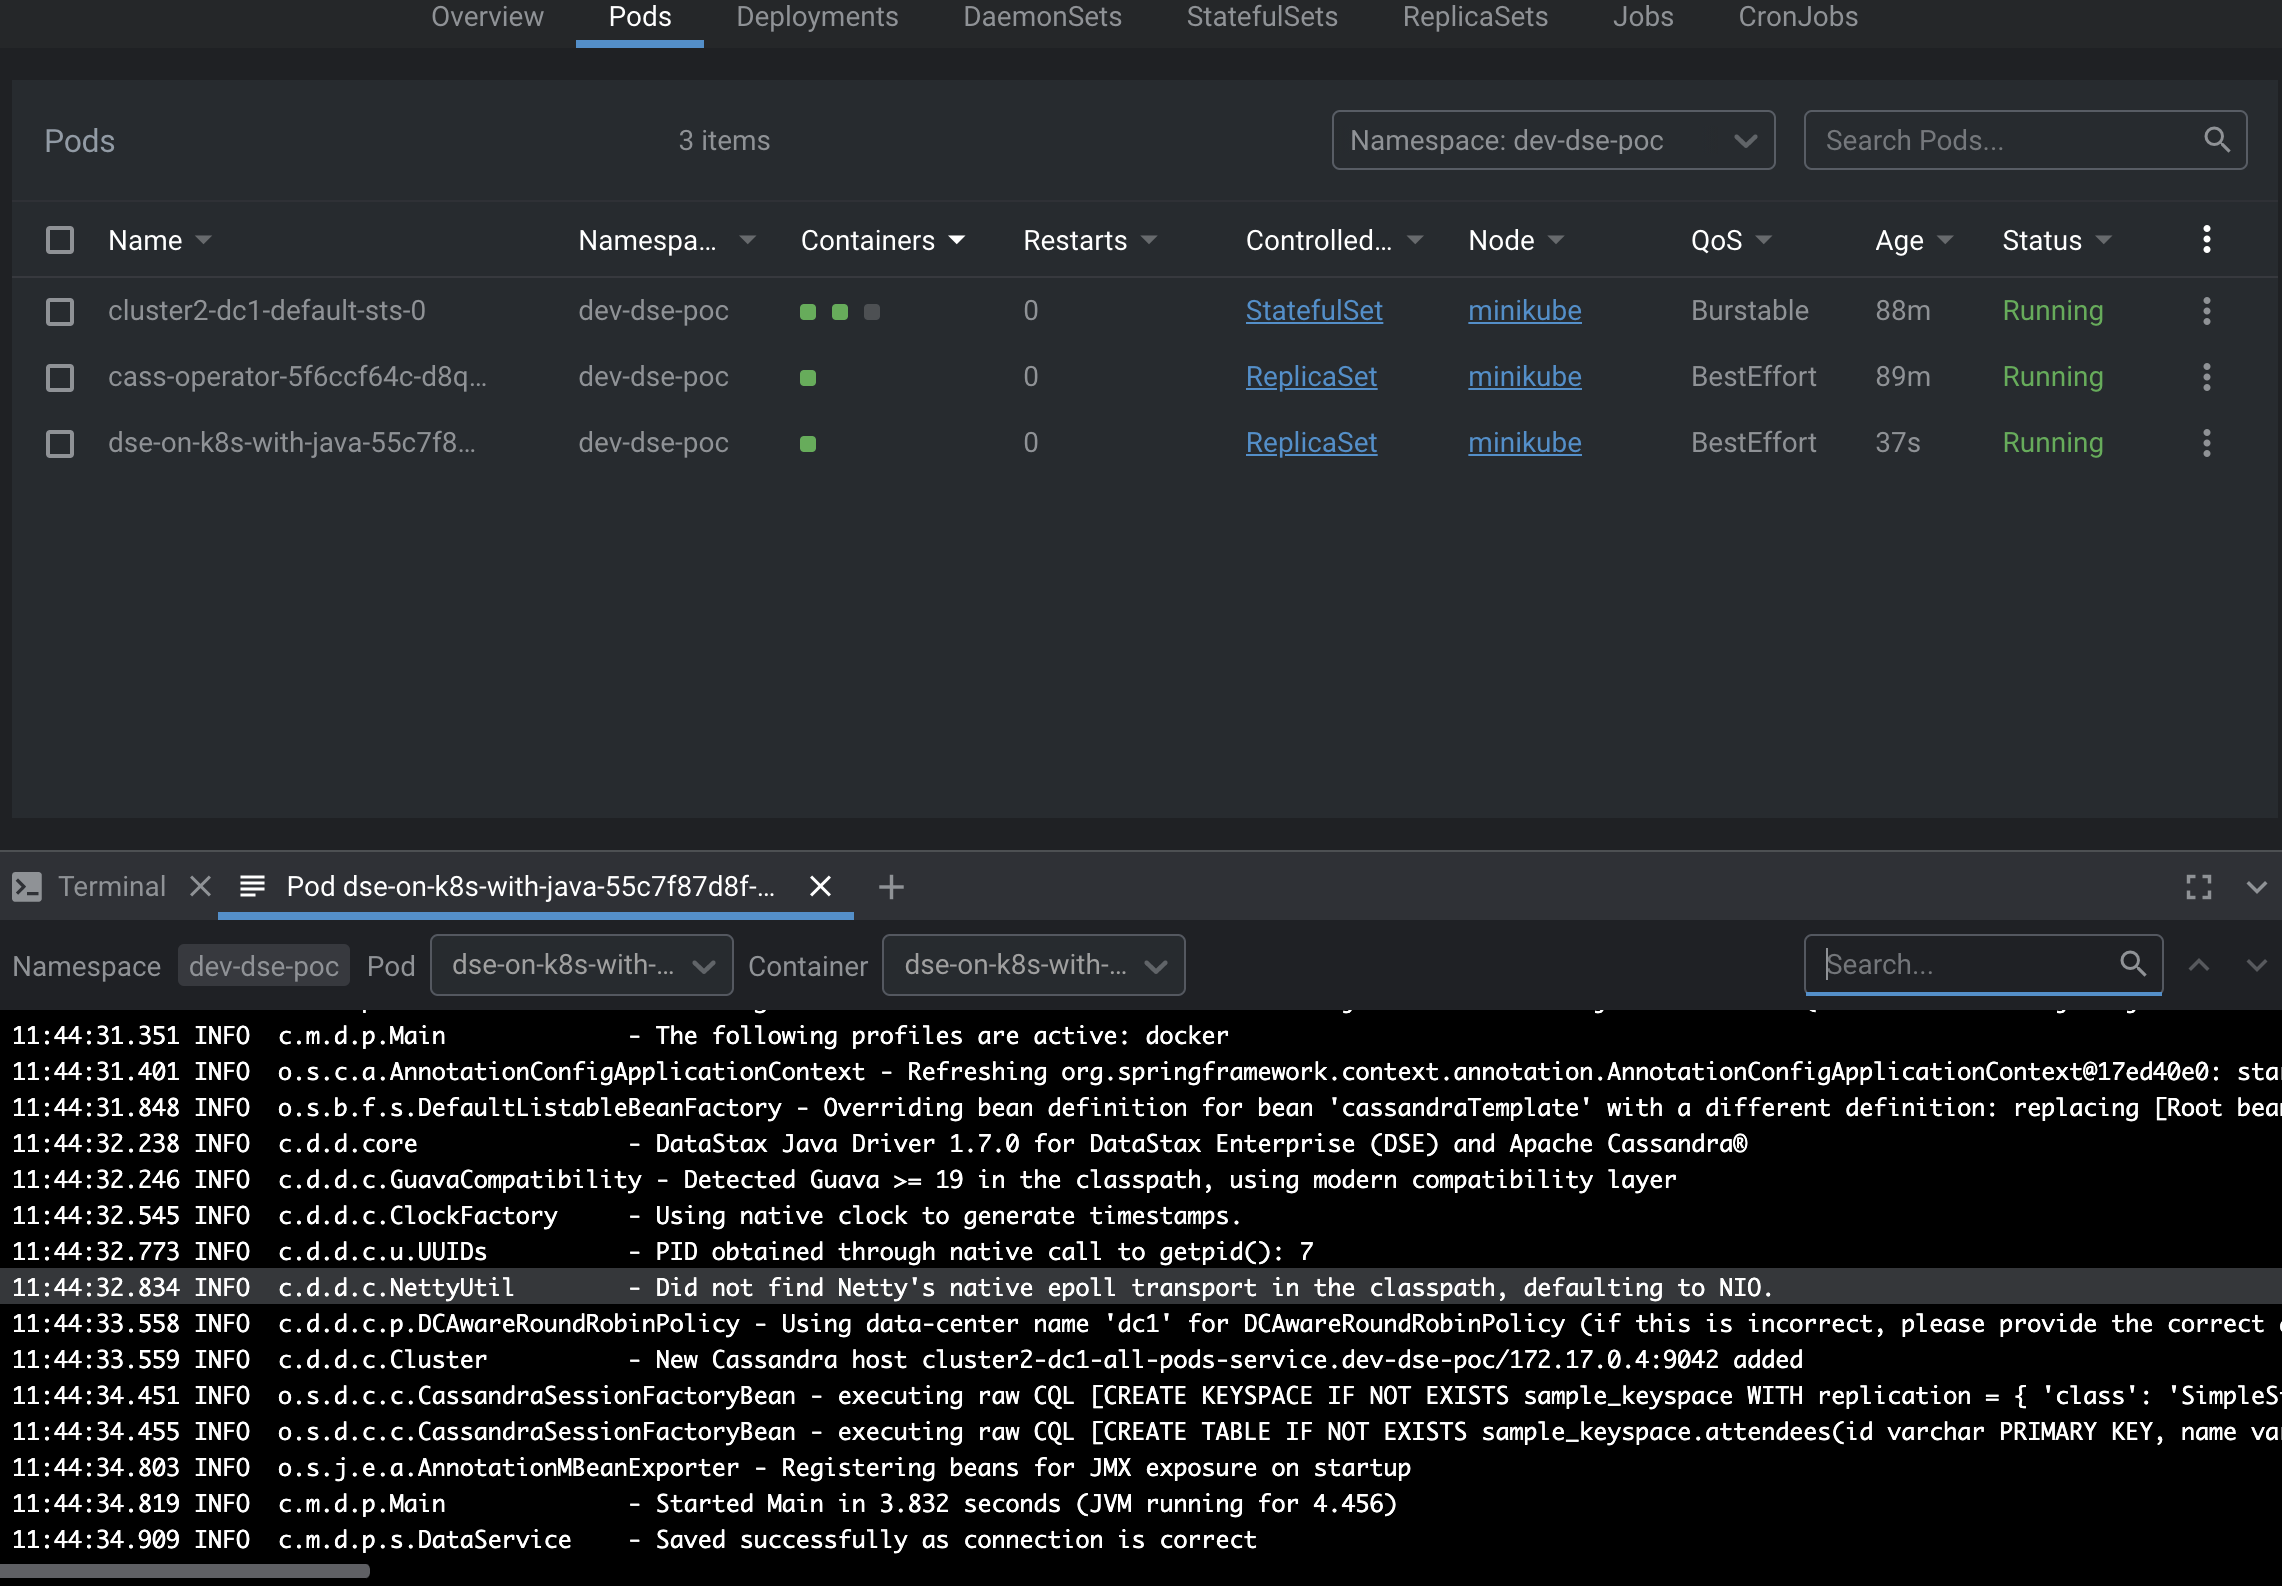 Overview Pods Deployments DaemonSets StatefulSets ReplicaSets Jobs CronJobs
Pods 3 items Namespace: dev-dse-poc Search Pods...
Name Namespa... Containers Restarts Controlled... Node QoS Age Status
cluster2-dc1-default-sts-0 dev-dse-poc 0 StatefulSet minikube Burstable 88m Running
cass-operator-5f6ccf64c-d8q... dev-dse-poc 0 ReplicaSet minikube BestEffort 89m Running
dse-on-k8s-with-java-55c7f8... dev-dse-poc 0 ReplicaSet minikube BestEffort 37s Running
Terminal Pod dse-on-k8s-with-java-55c7f87d8f-...
Namespace dev-dse-poc Pod dse-on-k8s-with-... Container dse-on-k8s-with-... Search...
11:44:31.351 INFO c.m.d.p.Main - The following profiles are active: docker
11:44:31.401 INFO o.s.c.a.AnnotationConfigApplicationContext - Refreshing org.springframework.context.annotation.AnnotationConfigApplicationContext@17ed40e0: star
11:44:31.848 INFO o.s.b.f.s.DefaultListableBeanFactory - Overriding bean definition for bean 'cassandraTemplate' with a different definition: replacing [Root bean
11:44:32.238 INFO c.d.d.core - DataStax Java Driver 1.7.0 for DataStax Enterprise (DSE) and Apache Cassandra®
11:44:32.246 INFO c.d.d.c.GuavaCompatibility - Detected Guava >= 19 in the classpath, using modern compatibility layer
11:44:32.545 INFO c.d.d.c.ClockFactory - Using native clock to generate timestamps.
11:44:32.773 INFO c.d.d.c.u.UUIDs - PID obtained through native call to getpid(): 7
11:44:32.834 INFO c.d.d.c.NettyUtil - Did not find Netty's native epoll transport in the classpath, defaulting to NIO.
11:44:33.558 INFO c.d.d.c.p.DCAwareRoundRobinPolicy - Using data-center name 'dc1' for DCAwareRoundRobinPolicy (if this is incorrect, please provide the correct
11:44:33.559 INFO c.d.d.c.Cluster - New Cassandra host cluster2-dc1-all-pods-service.dev-dse-poc/172.17.0.4:9042 added
11:44:34.451 INFO o.s.d.c.c.CassandraSessionFactoryBean - executing raw CQL [CREATE KEYSPACE IF NOT EXISTS sample_keyspace WITH replication = { 'class': 'SimpleSt
11:44:34.455 INFO o.s.d.c.c.CassandraSessionFactoryBean - executing raw CQL [CREATE TABLE IF NOT EXISTS sample_keyspace.attendees(id varchar PRIMARY KEY, name var
11:44:34.803 INFO o.s.j.e.a.AnnotationMBeanExporter - Registering beans for JMX exposure on startup
11:44:34.819 INFO c.m.d.p.Main - Started Main in 3.832 seconds (JVM running for 4.456)
11:44:34.909 INFO c.m.d.p.s.DataService - Saved successfully as connection is correct